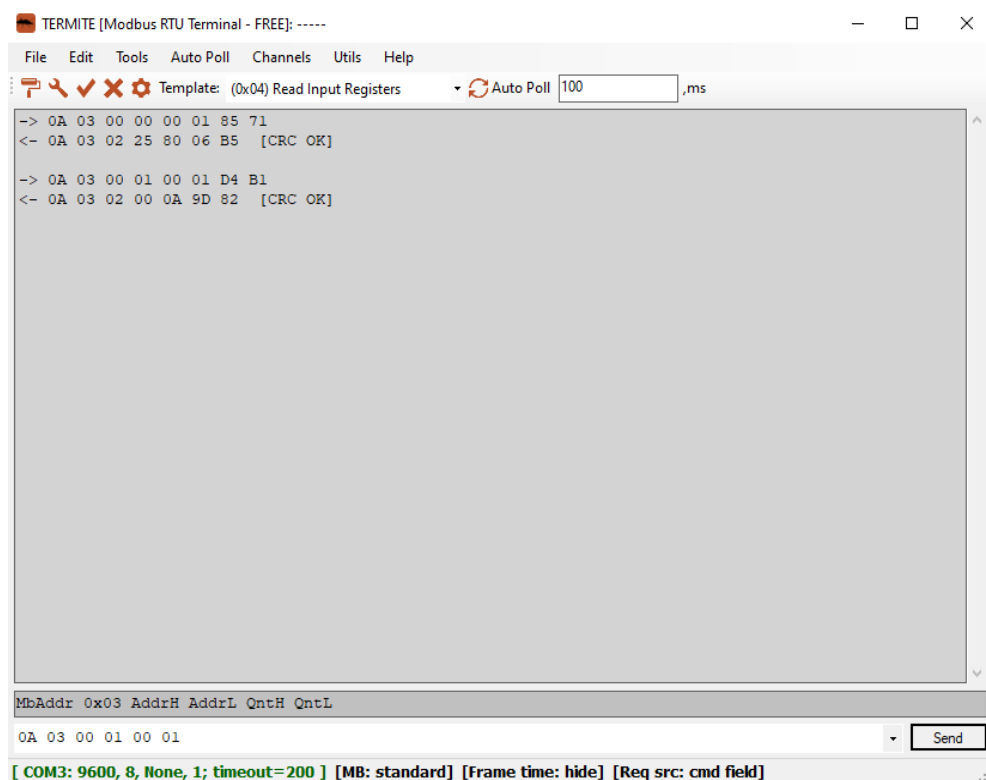 TERMITE [Modbus RTU Terminal - FREE]: -----
File Edit Tools Auto Poll Channels Utils Help
Template: (0x04) Read Input Registers Auto Poll 100 ,ms
-> 0A 03 00 00 00 01 85 71
<- 0A 03 02 25 80 06 B5 [CRC OK]
-> 0A 03 00 01 00 01 D4 B1
<- 0A 03 02 00 0A 9D 82 [CRC OK]
MbAddr 0x03 AddrH AddrL QntH QntL
0A 03 00 01 00 01 Send
[ COM3: 9600, 8, None, 1; timeout=200 ] [MB: standard] [Frame time: hide] [Req src: cmd field]